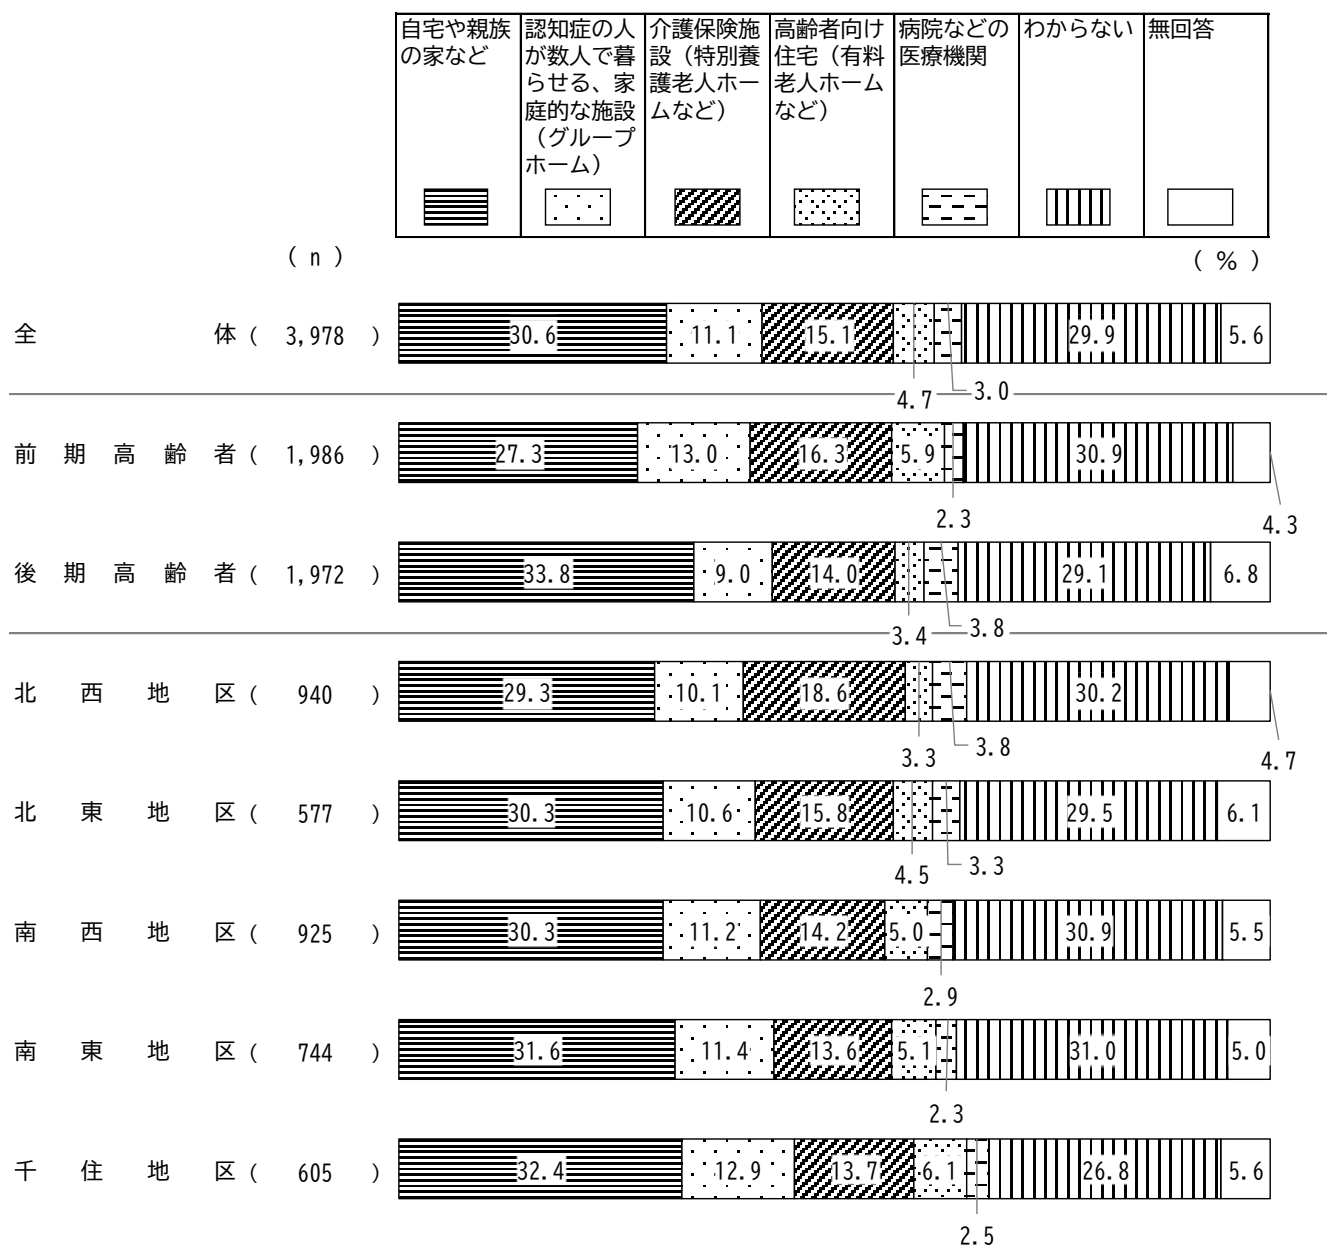 自宅や親族
の家など
認知症の人
が数人で暮
らせる、家
庭的な施設
（グループ
ホーム）
介護保険施
設（特別養
護老人ホー
ムなど）
高齢者向け
住宅（有料
老人ホーム
など）
病院などの
医療機関
わからない
無回答
（ｎ）
（％）
全体( 3,978 ) 30.6 11.1 15.1 29.9 5.6
4.7 3.0
前期高齢者( 1,986 ) 27.3 13.0 16.3 5.9 30.9
2.3 4.3
後期高齢者( 1,972 ) 33.8 9.0 14.0 29.1 6.8
3.4 3.8
北西地区( 940 ) 29.3 10.1 18.6 30.2
3.3 3.8 4.7
北東地区( 577 ) 30.3 10.6 15.8 29.5 6.1
4.5 3.3
南西地区( 925 ) 30.3 11.2 14.2 5.0 30.9 5.5
2.9
南東地区( 744 ) 31.6 11.4 13.6 5.1 31.0 5.0
2.3
千住地区( 605 ) 32.4 12.9 13.7 6.1 26.8 5.6
2.5